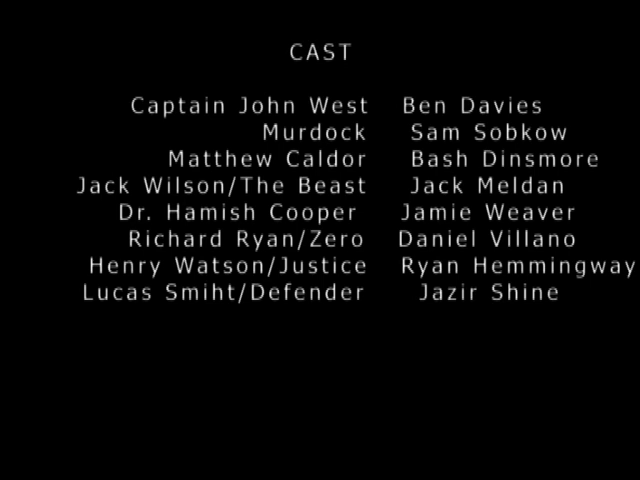 CAST
Captain John West Ben Davies
Murdock Sam Sobkow
Matthew Caldor Bash Dinsmore
Jack Wilson/The Beast Jack Meldan
Dr. Hamish Cooper Jamie Weaver
Richard Ryan/Zero Daniel Villano
Henry Watson/Justice Ryan Hemmingway
Lucas Smiht/Defender Jazir Shine